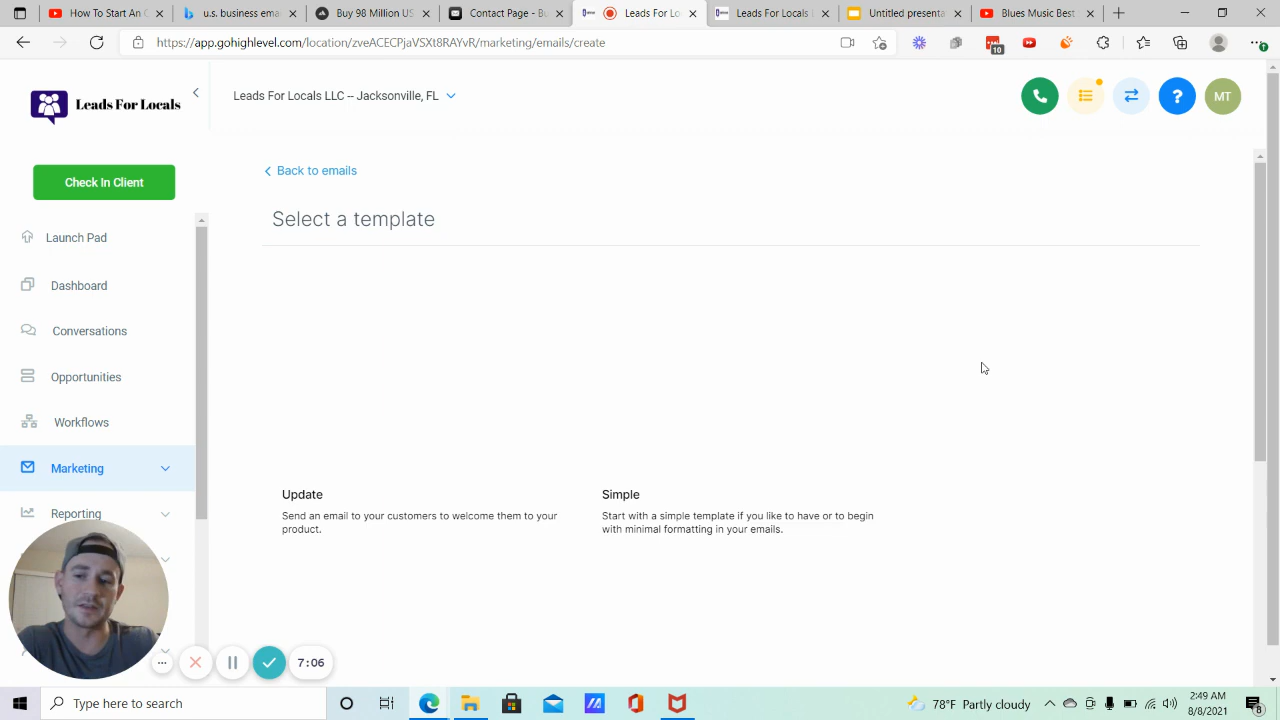 How To Start An O
us. business ema
Buy 98 Million US
Contact Page - Bu
Leads For Lo
Leads For Locals L
Untitled presenta
Blues Music Best
https://app.gohighlevel.com/location/zveACECPjaVSXt8RAYvR/marketing/emails/create
10
Leads For Locals
Leads For Locals LLC -- Jacksonville, FL
? MT
Check In Client
Back to emails
Select a template
Launch Pad
Dashboard
Conversations
Opportunities
Workflows
Marketing
Reporting
Update
Send an email to your customers to welcome them to your
product.
Simple
Start with a simple template if you like to have or to begin
with minimal formatting in your emails.
7:06
Type here to search
78°F Partly cloudy
2:49 AM
8/8/2021
8